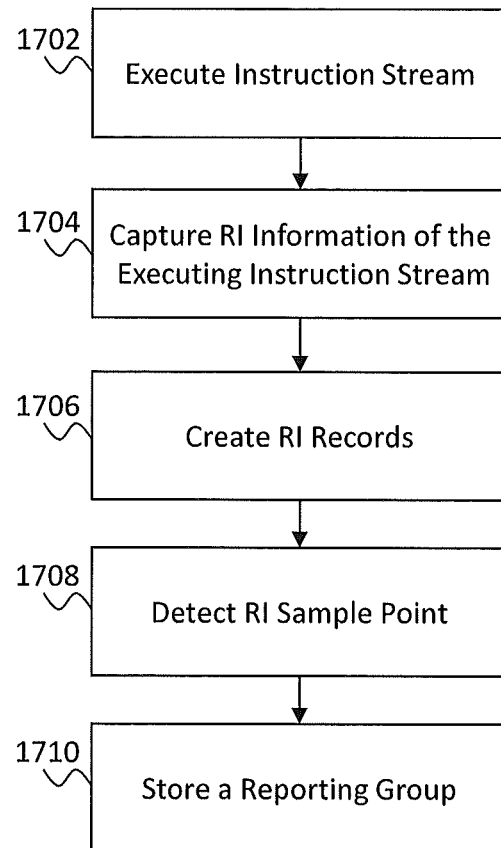 1702
Execute Instruction Stream
1704
Capture RI Information of the
Executing Instruction Stream
1706
Create RI Records
1708
Detect RI Sample Point
1710
Store a Reporting Group